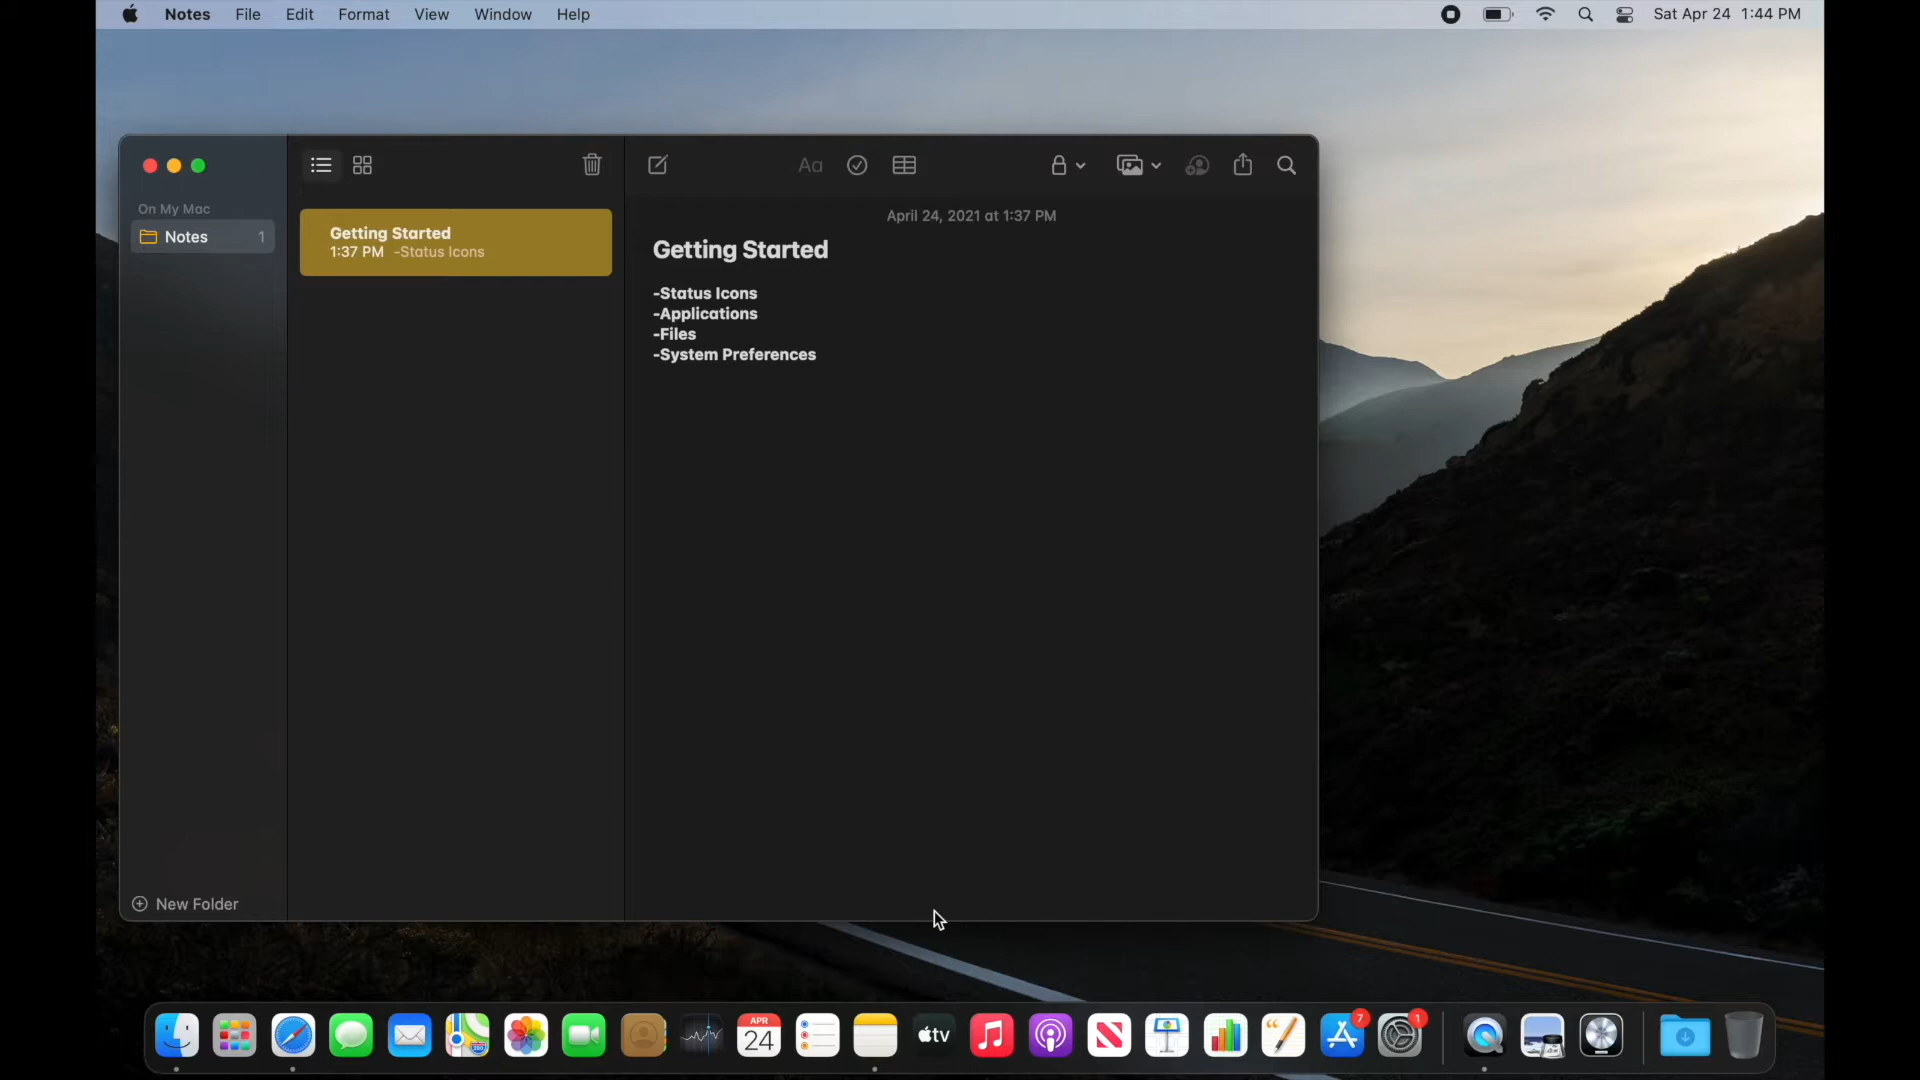 Notes File Edit Format View Window Help
Sat Apr 24 1:44 PM
On My Mac
Notes 1
New Folder
Getting Started
1:37 PM -Status Icons
Aa
April 24, 2021 at 1:37 PM
Getting Started
-Status Icons
-Applications
-Files
-System Preferences
APR
24
tv
7
1